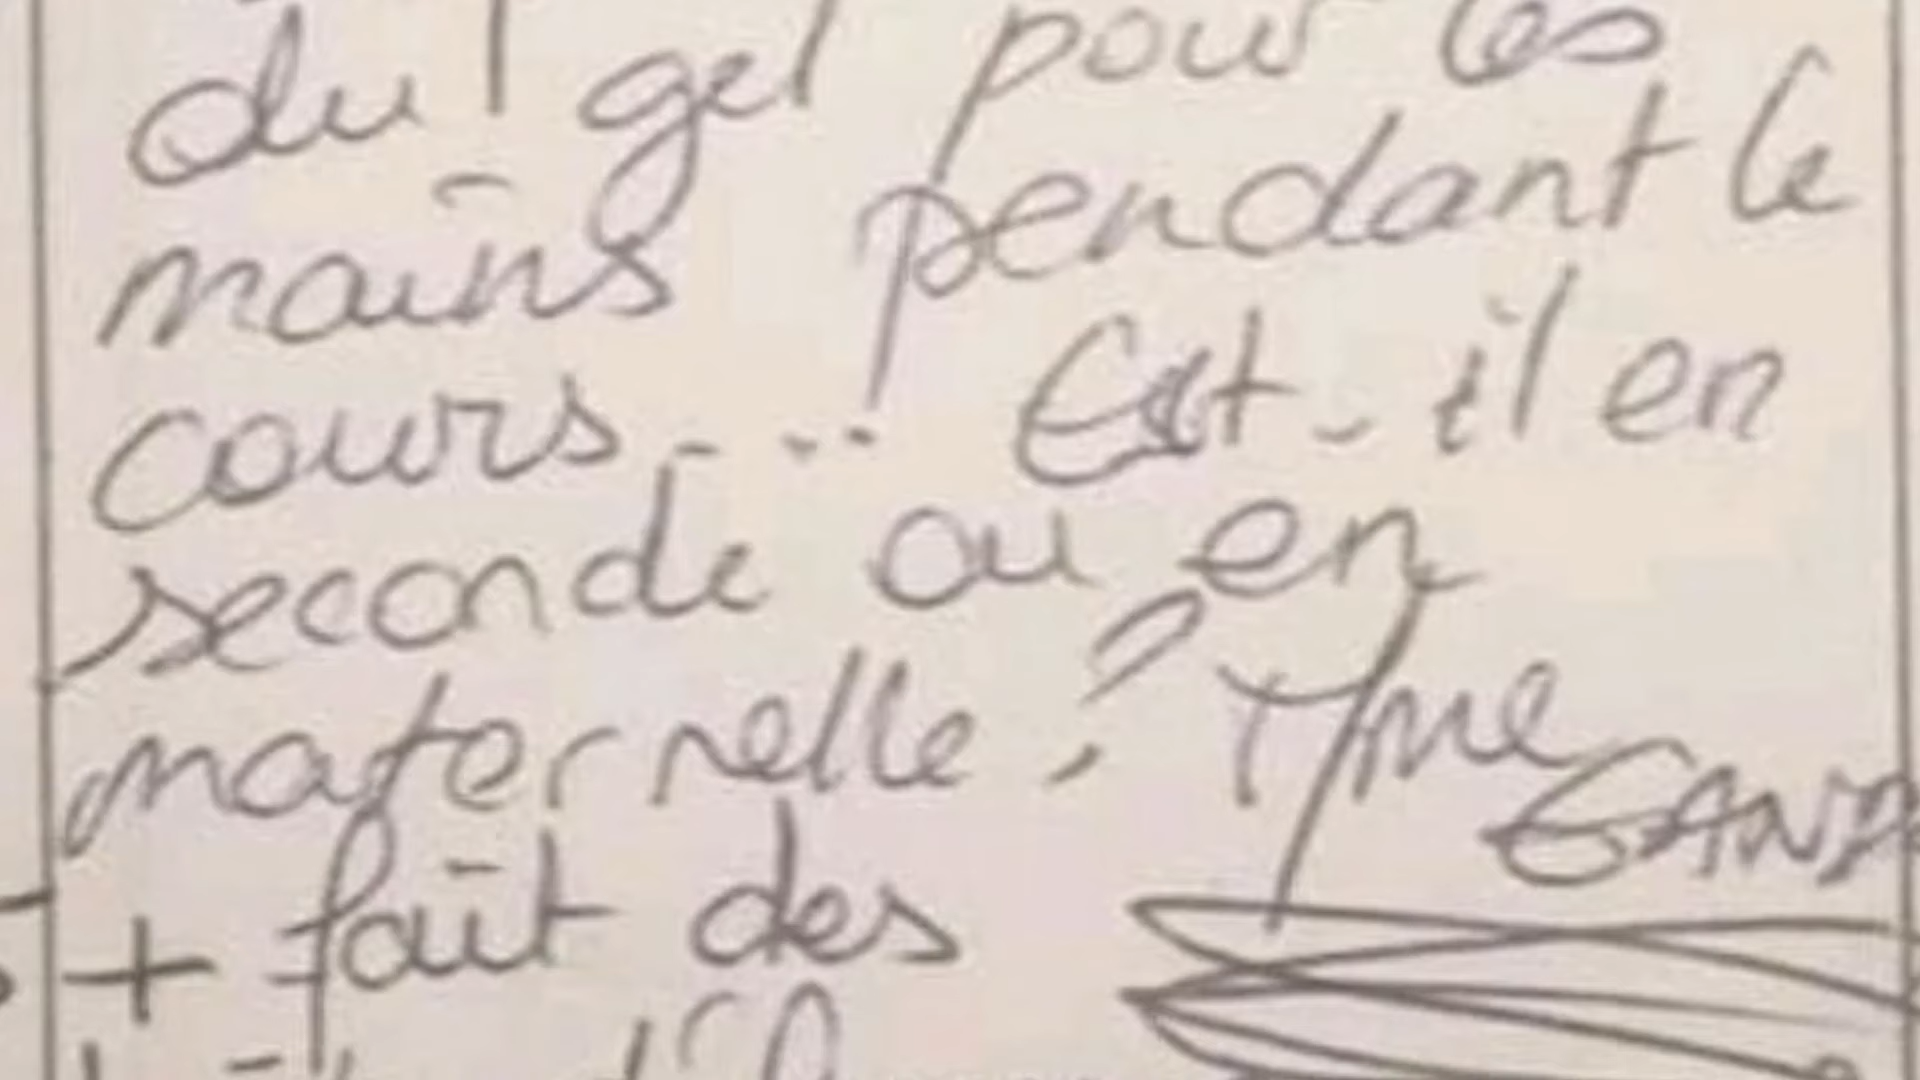 du gel pour les
mains pendant le
cours... Est-il en
seconde ou en
maternelle ? Mme
+ fait des